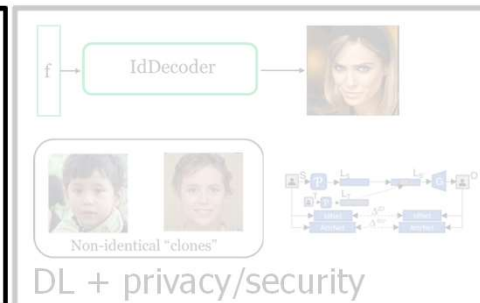 f
IdDecoder
S
P
G
O
Non-identical "clones"
DL + privacy/security